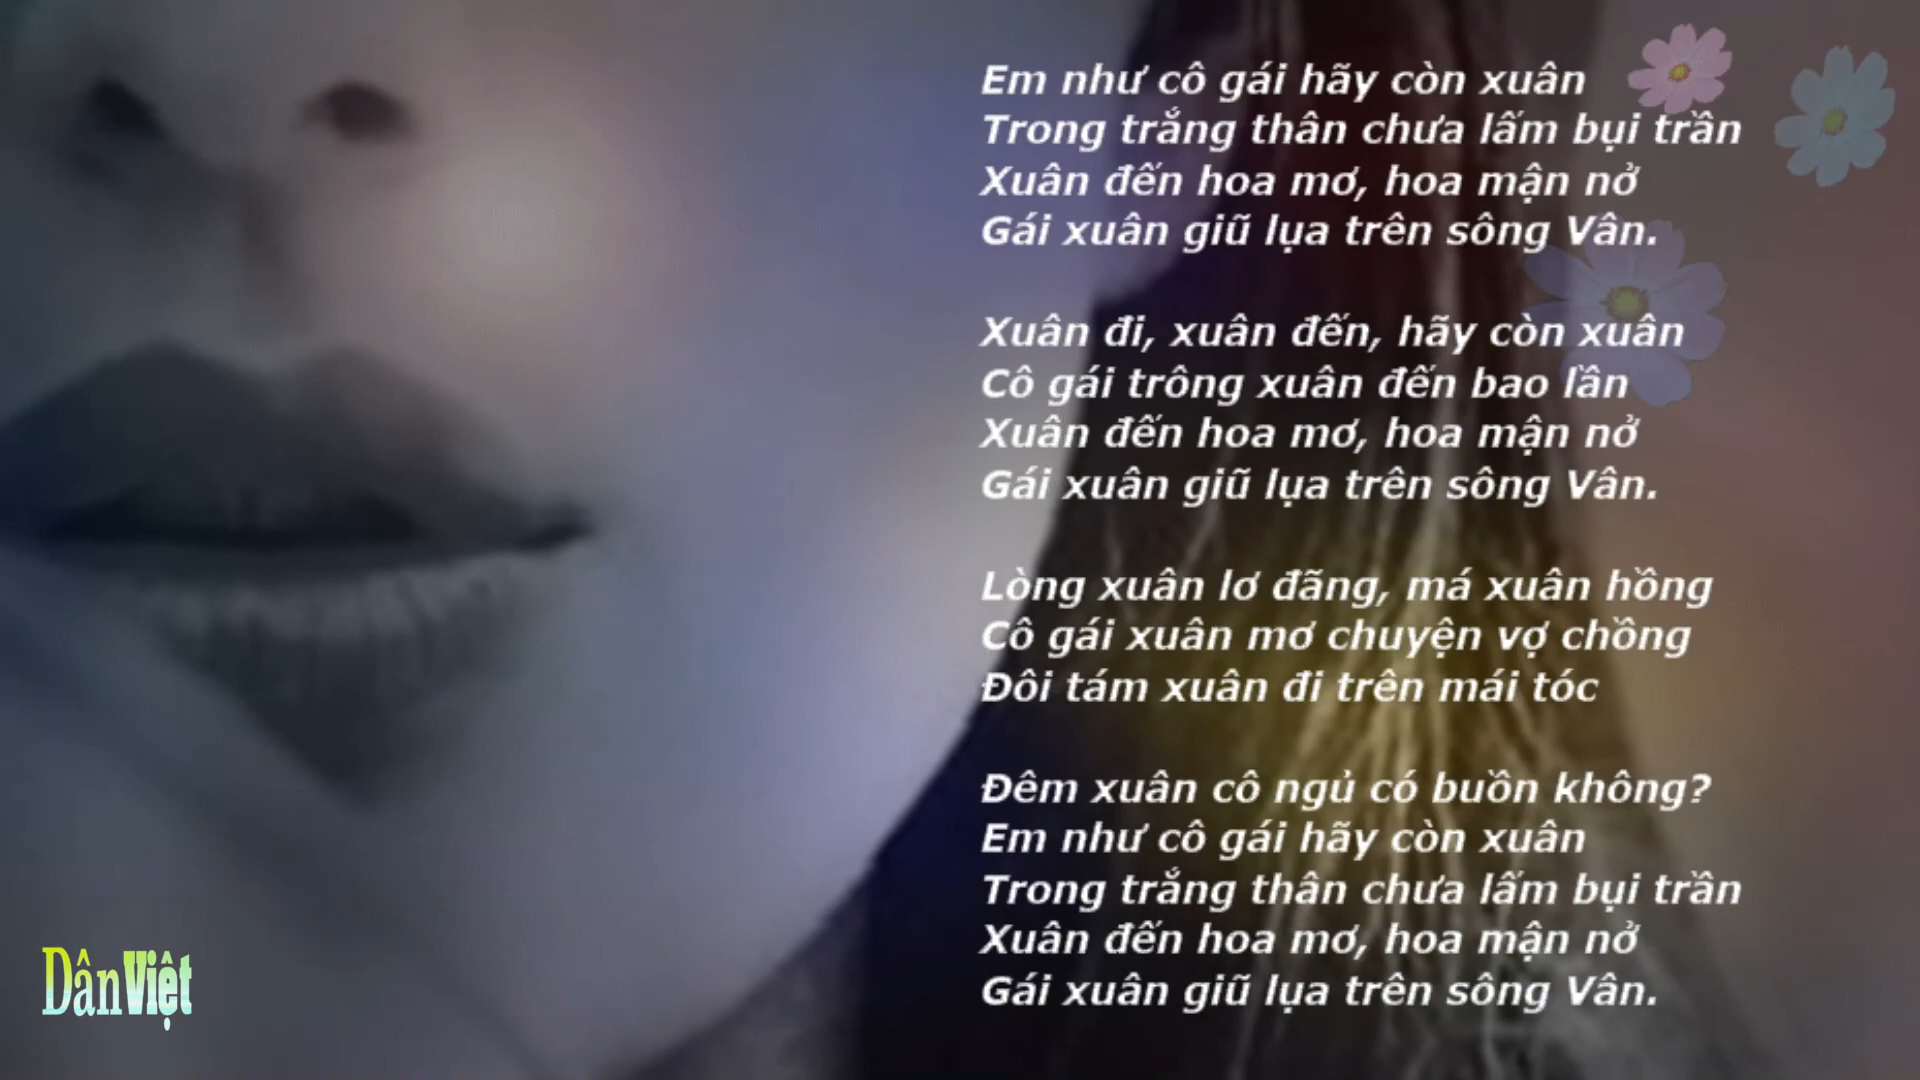 Em như cô gái hãy còn xuân
Trong trắng thân chưa lấm bụi trần
Xuân đến hoa mơ, hoa mận nở
Gái xuân giũ lụa trên sông Vân.
Xuân đi, xuân đến, hãy còn xuân
Cô gái trông xuân đến bao lần
Xuân đến hoa mơ, hoa mận nở
Gái xuân giũ lụa trên sông Vân.
Lòng xuân lơ đãng, má xuân hồng
Cô gái xuân mơ chuyện vợ chồng
Đôi tám xuân đi trên mái tóc
Đêm xuân cô ngủ có buồn không?
Em như cô gái hãy còn xuân
Trong trắng thân chưa lấm bụi trần
Xuân đến hoa mơ, hoa mận nở
Gái xuân giũ lụa trên sông Vân.
DânViệt